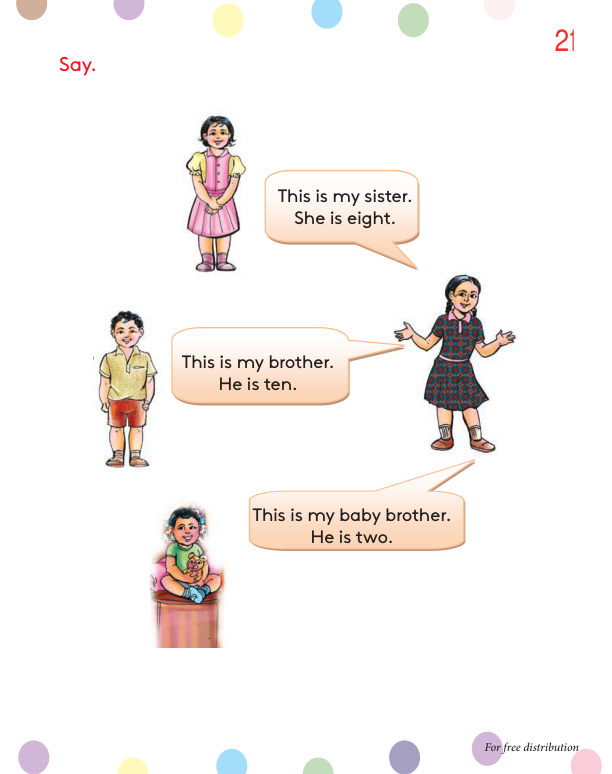 21
Say.
This is my sister.
She is eight.
This is my brother.
He is ten.
This is my baby brother.
He is two.
For free distribution